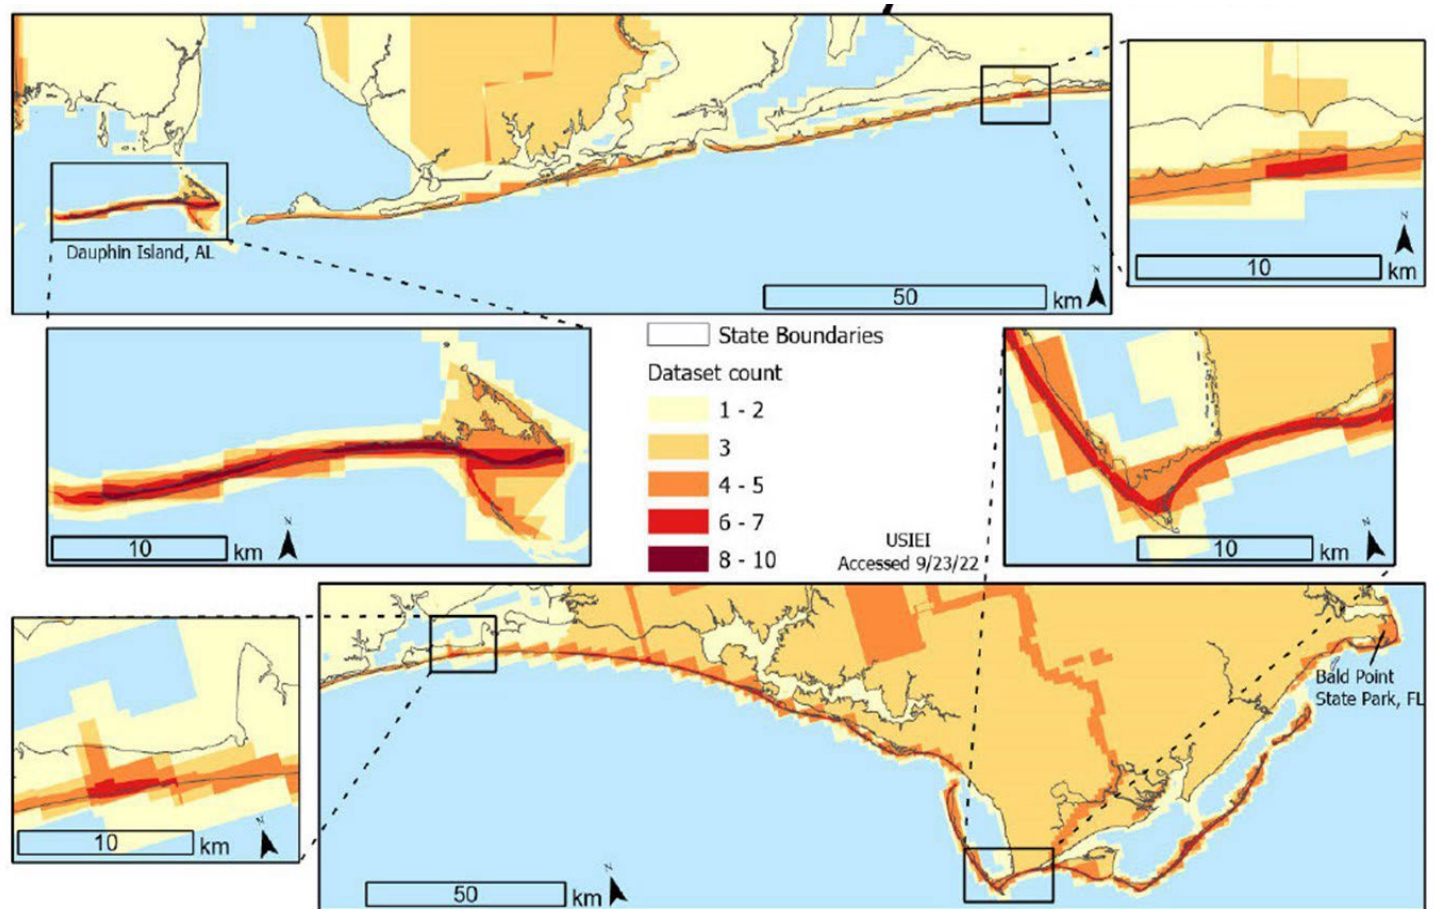 N
10
km
Dauphin Island, AL
N
50
km
State Boundaries
Dataset count
1 - 2
3
4 - 5
6 - 7
8 - 10
N
10
km
USIEI
Accessed 9/23/22
N
10
km
Bald Point
State Park, FL
N
10
km
N
50
km